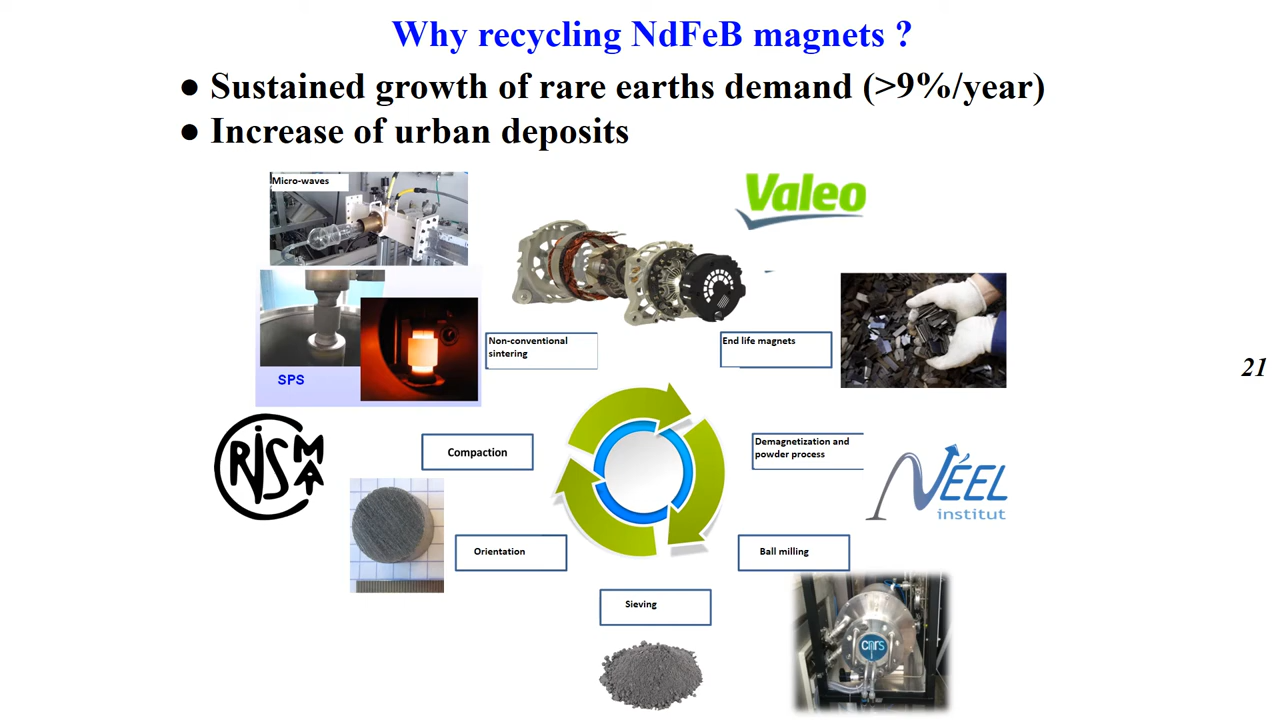 Why recycling NdFeB magnets ?
● Sustained growth of rare earths demand (>9%/year)
● Increase of urban deposits
Micro-waves
Valeo
Non-conventional
sintering
End life magnets
SPS
21
CRISMAT
Compaction
Demagnetization and
powder process
NÉEL
institut
Orientation
Ball milling
Sieving
cnrs